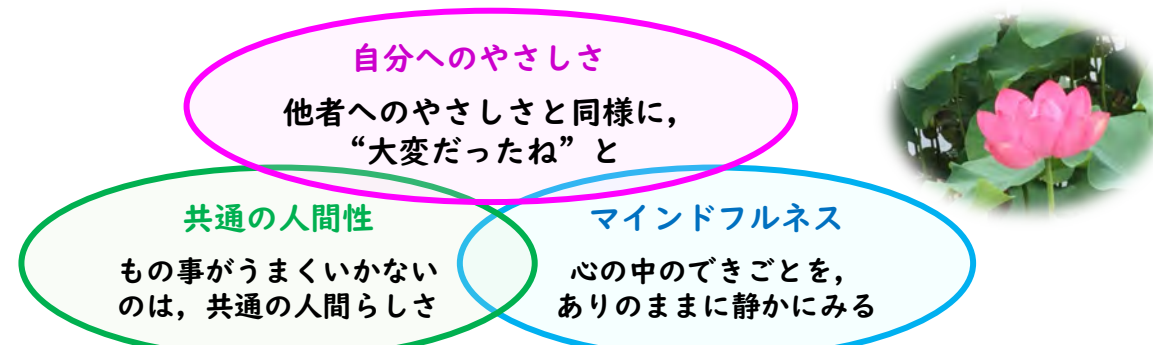 自分へのやさしさ
他者へのやさしさと同様に，
“大変だったね”と
共通の人間性
もの事がうまくいかない
のは，共通の人間らしさ
マインドフルネス
心の中のできごとを，
ありのままに静かにみる